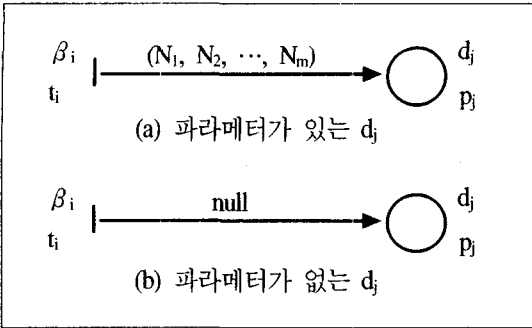 βi (N1, N2, ⋯, Nm) dj
ti pj
(a) 파라메터가 있는 dj
βi null dj
ti pj
(b) 파라메터가 없는 dj